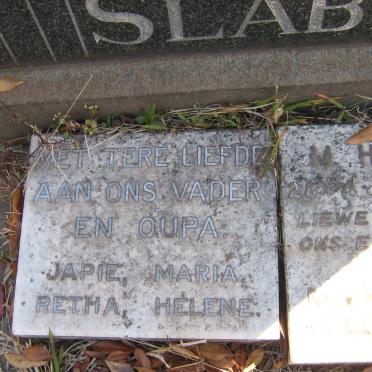 SLAB
MET TERE LIEFDE
AAN ONS VADER
EN OUPA.
JAPIE, MARIA,
RETHA, HELENE.
M. H
LIEWE
ONS E